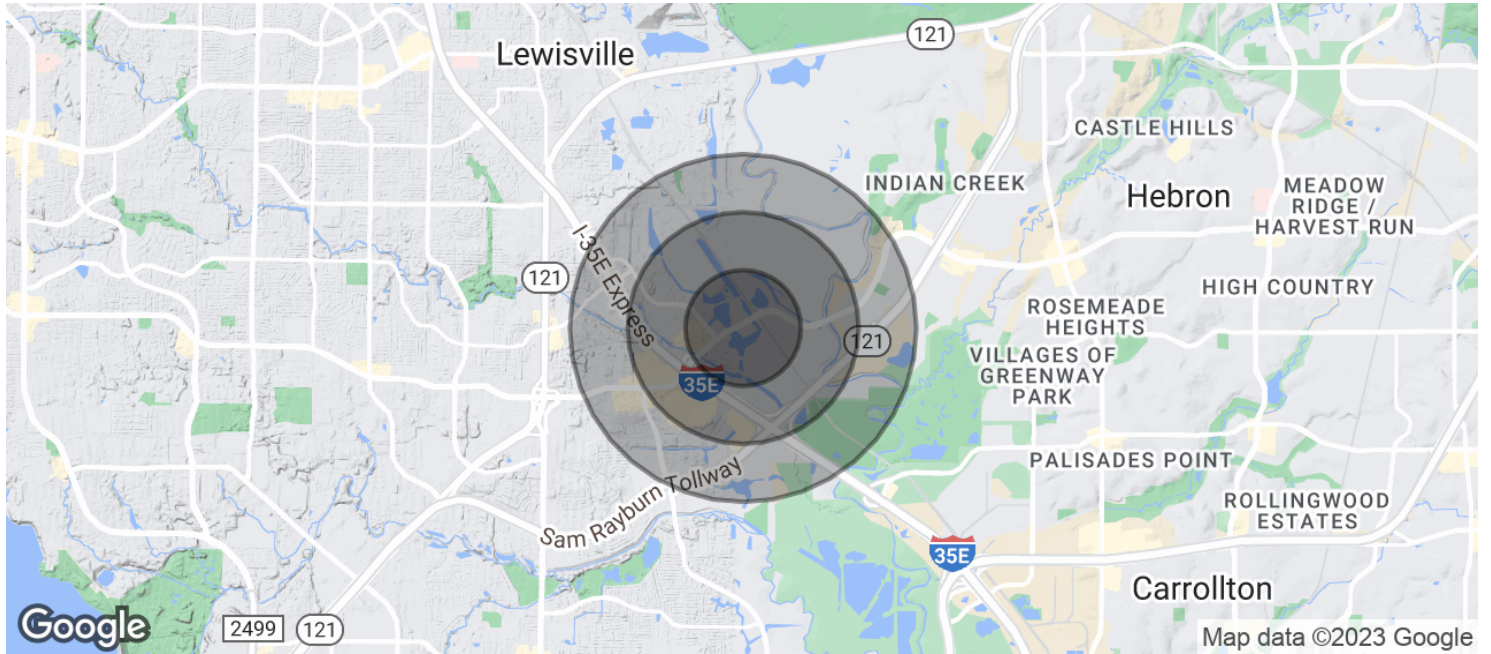 121
Lewisville
CASTLE HILLS
INDIAN CREEK
Hebron
MEADOW
RIDGE /
HARVEST RUN
I-35E Express
121
HIGH COUNTRY
ROSEMEADE
HEIGHTS
121
VILLAGES OF
GREENWAY
PARK
35E
PALISADES POINT
Sam Rayburn Tollway
ROLLINGWOOD
ESTATES
35E
Carrollton
Google
2499
121
Map data ©2023 Google